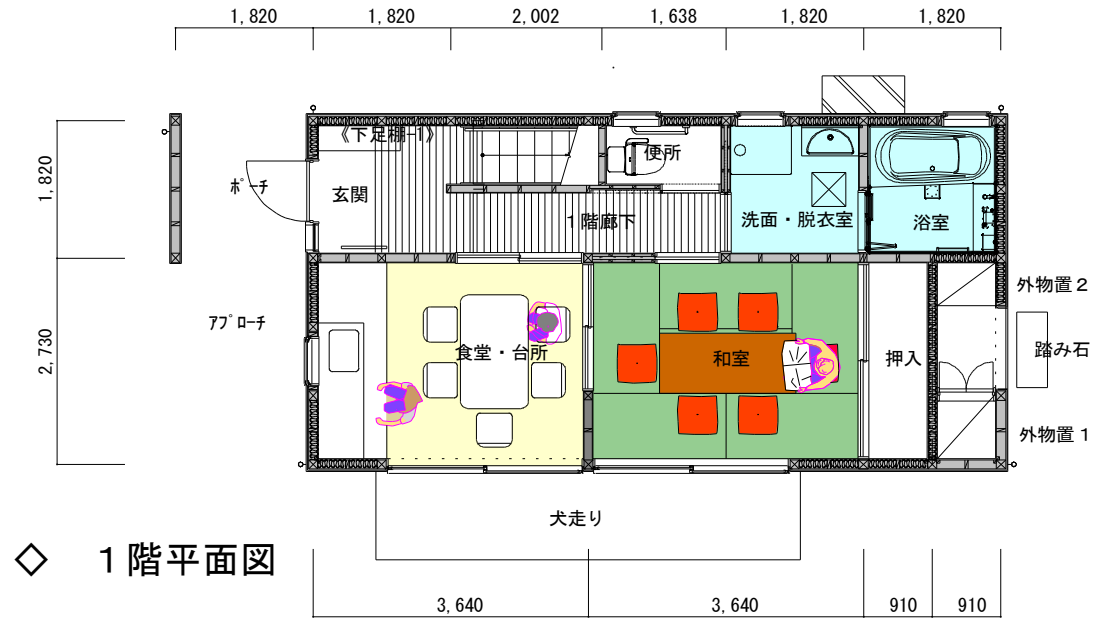 1,820 1,820 2,002 1,638 1,820 1,820
《下足棚-1》
便所
1,820
ﾎﾟｰﾁ
玄関
1階廊下
洗面・脱衣室
浴室
外物置2
ｱﾌﾟﾛｰﾁ
2,730
食堂・台所
和室
押入
踏み石
外物置1
犬走り
◇ 1階平面図
3,640 3,640 910 910